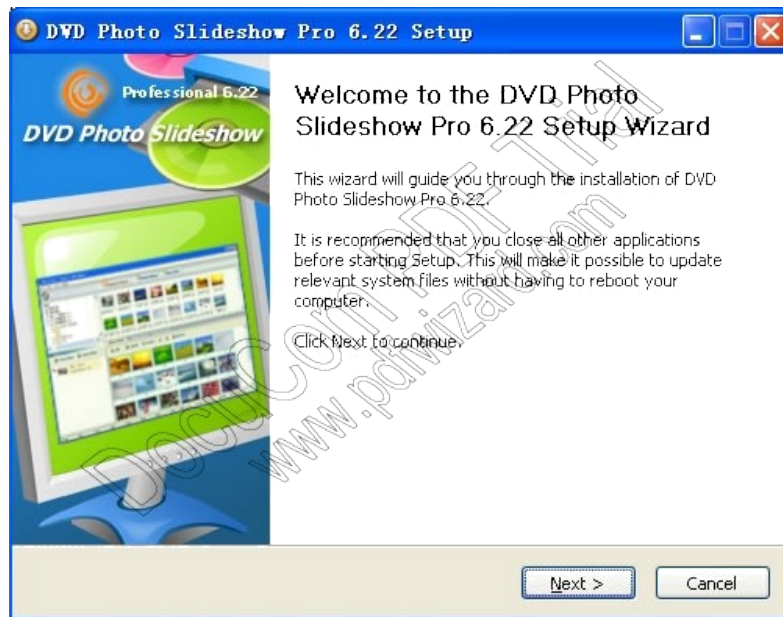 DVD Photo Slideshow Pro 6.22 Setup
Professional 6.22
DVD Photo Slideshow
Welcome to the DVD Photo
Slideshow Pro 6.22 Setup Wizard
This wizard will guide you through the installation of DVD
Photo Slideshow Pro 6.22.
It is recommended that you close all other applications
before starting Setup. This will make it possible to update
relevant system files without having to reboot your
computer.
Click Next to continue.
DocuCom PDF Trial
www.pdfwizard.com
Next >
Cancel